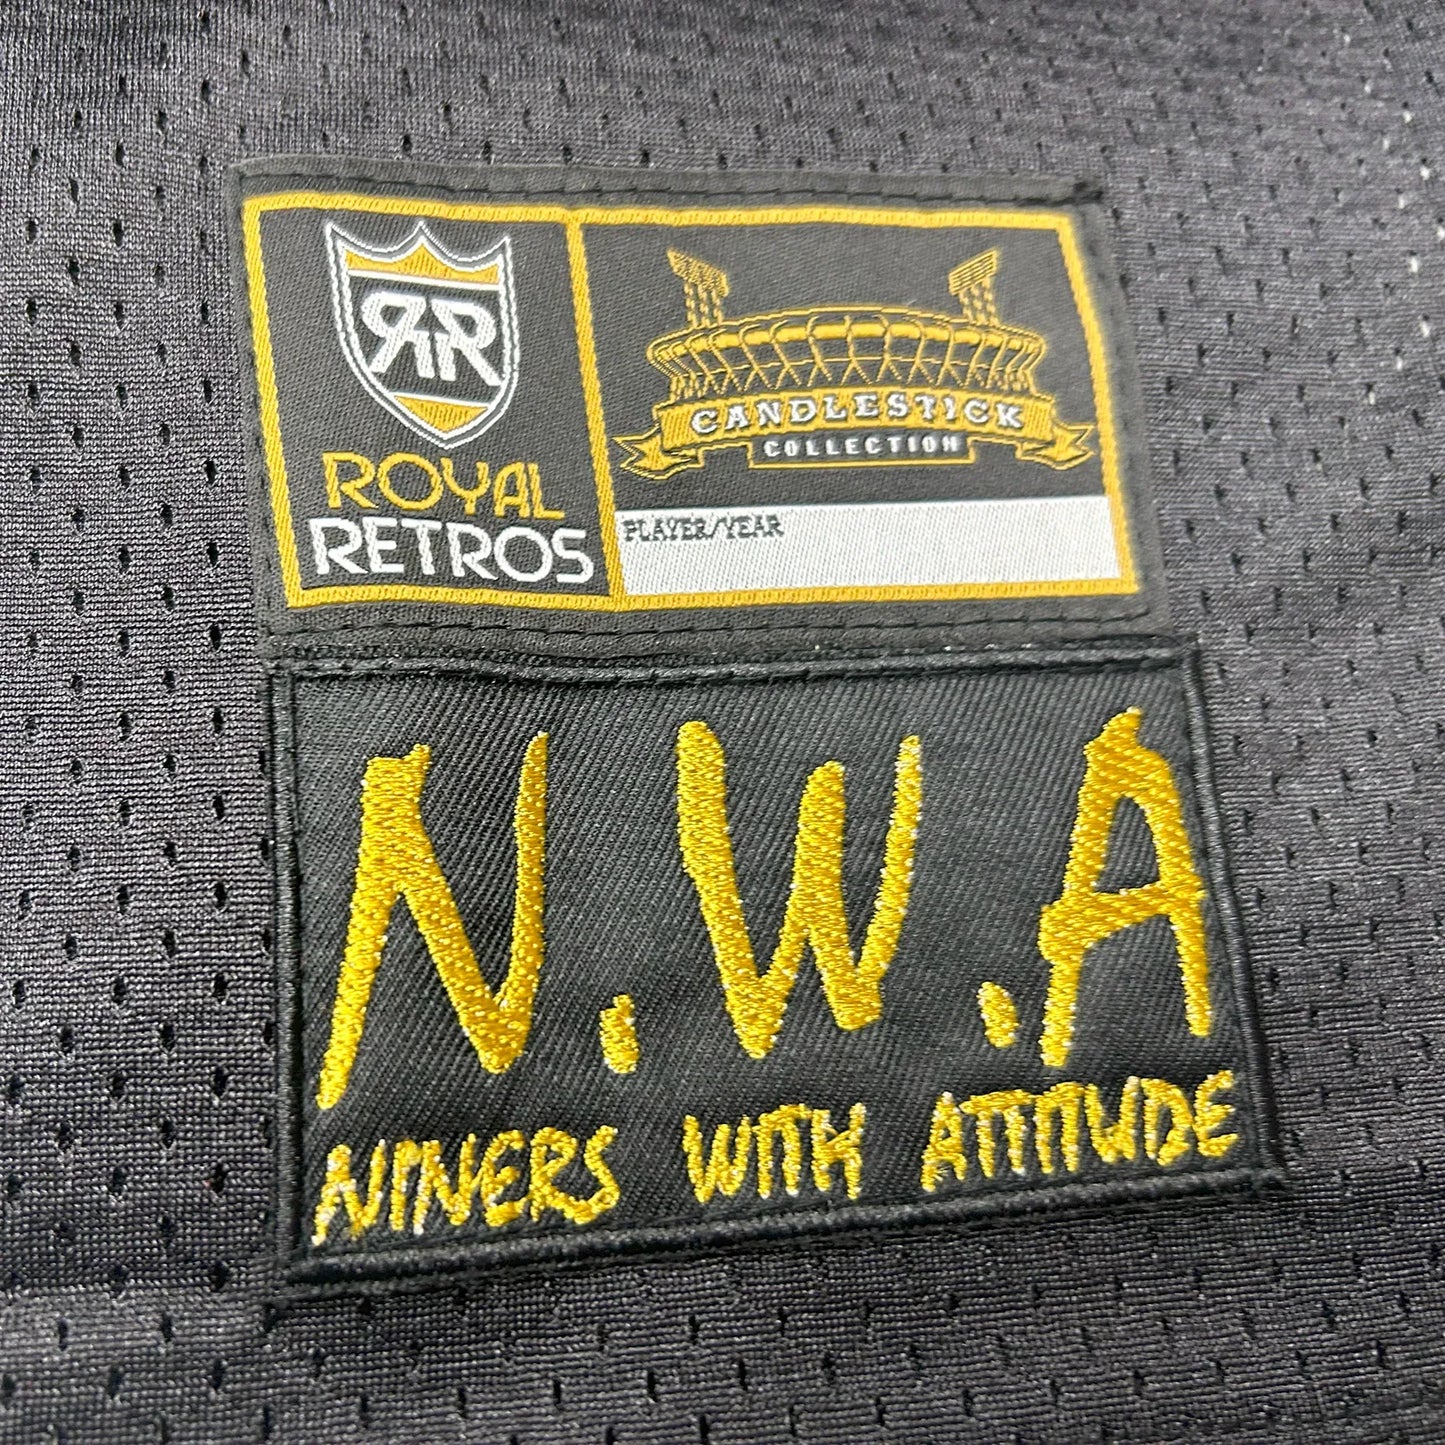 RR
ROYAL
RETROS
CANDLESTICK
COLLECTION
PLAYER/YEAR
N.W.A
NINERS WITH ATTITUDE